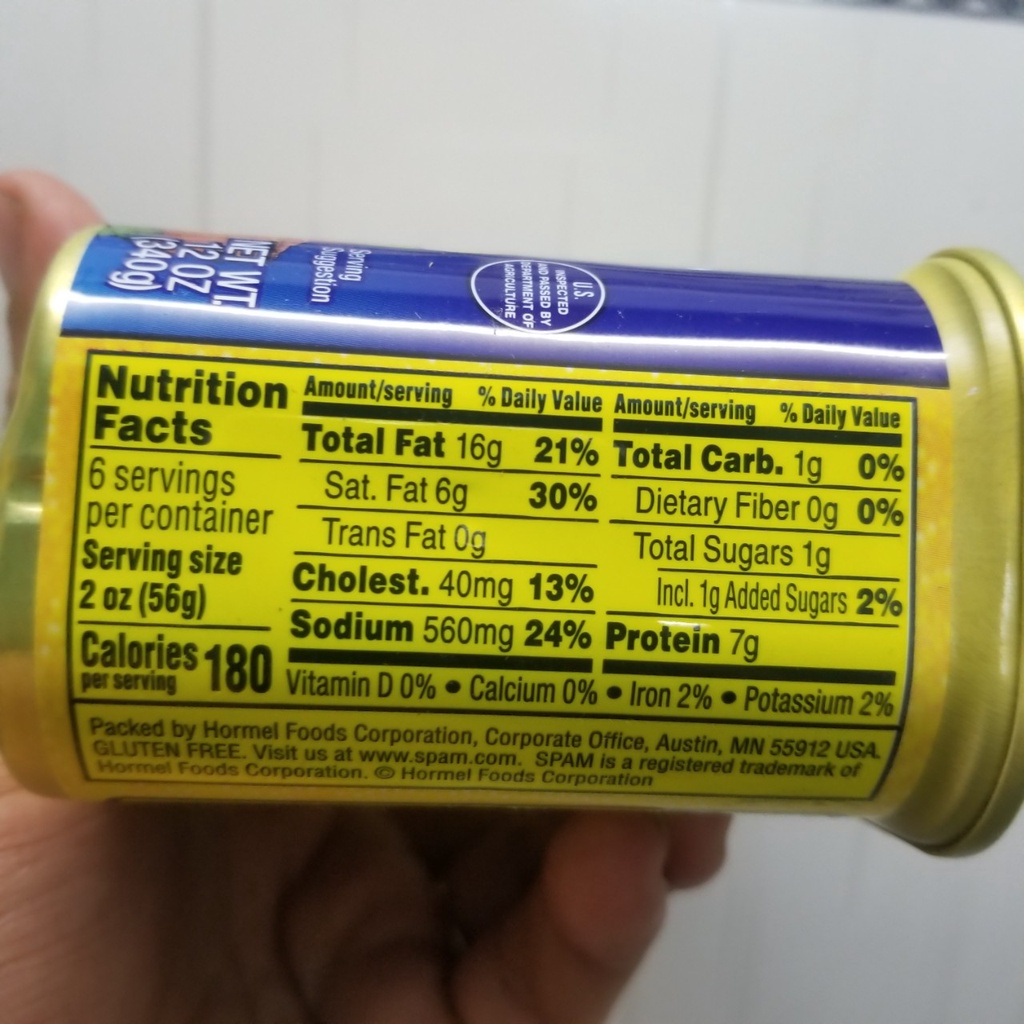 NET WT.
12 OZ
(340g)
Serving
Suggestion
U.S.
INSPECTED
AND PASSED BY
DEPARTMENT OF
AGRICULTURE
Nutrition
Facts
6 servings
per container
Serving size
2 oz (56g)
Calories 180
per serving
Amount/serving % Daily Value
Total Fat 16g 21%
Sat. Fat 6g 30%
Trans Fat 0g
Cholest. 40mg 13%
Sodium 560mg 24%
Amount/serving % Daily Value
Total Carb. 1g 0%
Dietary Fiber 0g 0%
Total Sugars 1g
Incl. 1g Added Sugars 2%
Protein 7g
Vitamin D 0% • Calcium 0% • Iron 2% • Potassium 2%
Packed by Hormel Foods Corporation, Corporate Office, Austin, MN 55912 USA.
GLUTEN FREE. Visit us at www.spam.com. SPAM is a registered trademark of
Hormel Foods Corporation. © Hormel Foods Corporation